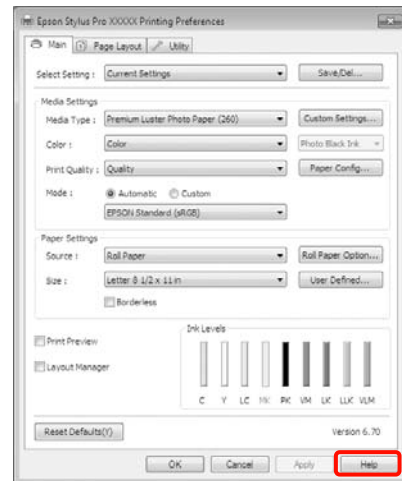 Epson Stylus Pro XXXXX Printing Preferences
Main Page Layout Utility
Select Setting : Current Settings Save/Del...
Media Settings
Media Type : Premium Luster Photo Paper (260) Custom Settings...
Color : Color Photo Black Ink
Print Quality : Quality Paper Config...
Mode : Automatic Custom
EPSON Standard (sRGB)
Paper Settings
Source : Roll Paper Roll Paper Option...
Size : Letter 8 1/2 x 11 in User Defined...
Borderless
Print Preview
Layout Manager
Ink Levels
C Y LC MK PK VM LK LLK VLM
Reset Defaults(Y) Version 6.70
OK Cancel Apply Help